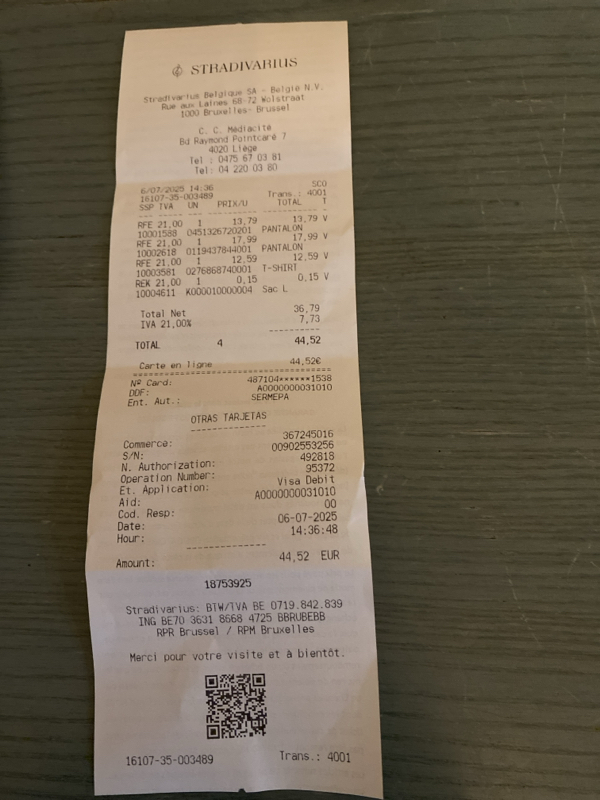 STRADIVARIUS
Stradivarius Belgique SA - België N.V.
Rue aux Laines 68-72 Wolstraat
1000 Bruxelles- Brussel
C. C. Médiacité
Bd Raymond Pointcaré 7
4020 Liège
Tel : 0475 67 03 81
Tel: 04 220 03 80
6/07/2025 14:36 SCO
16107-35-003489 Trans.: 4001
SSP TVA UN PRIX/U TOTAL T
RFE 21,00 1 13,79 13,79 V
10001588 0451326720201 PANTALON
RFE 21,00 1 17,99 17,99 V
10002618 0119437844001 PANTALON
RFE 21,00 1 12,59 12,59 V
10003581 0276868740001 T-SHIRT
REK 21,00 1 0,15 0,15 V
10004611 K000010000004 Sac L
Total Net 36,79
IVA 21,00% 7,73
TOTAL 4 44,52
Carte en ligne 44,52€
Nº Card: 487104******1538
DDF: A0000000031010
Ent. Aut.: SERMEPA
OTRAS TARJETAS
Commerce: 367245016
S/N: 00902553256
N. Authorization: 492818
Operation Number: 95372
Et. Application: Visa Debit
Aid: A0000000031010
Cod. Resp: 00
Date: 06-07-2025
Hour: 14:36:48
Amount: 44,52 EUR
18753925
Stradivarius: BTW/TVA BE 0719.842.839
ING BE70 3631 8668 4725 BBRUBEBB
RPR Brussel / RPM Bruxelles
Merci pour votre visite et à bientôt.
16107-35-003489 Trans.: 4001